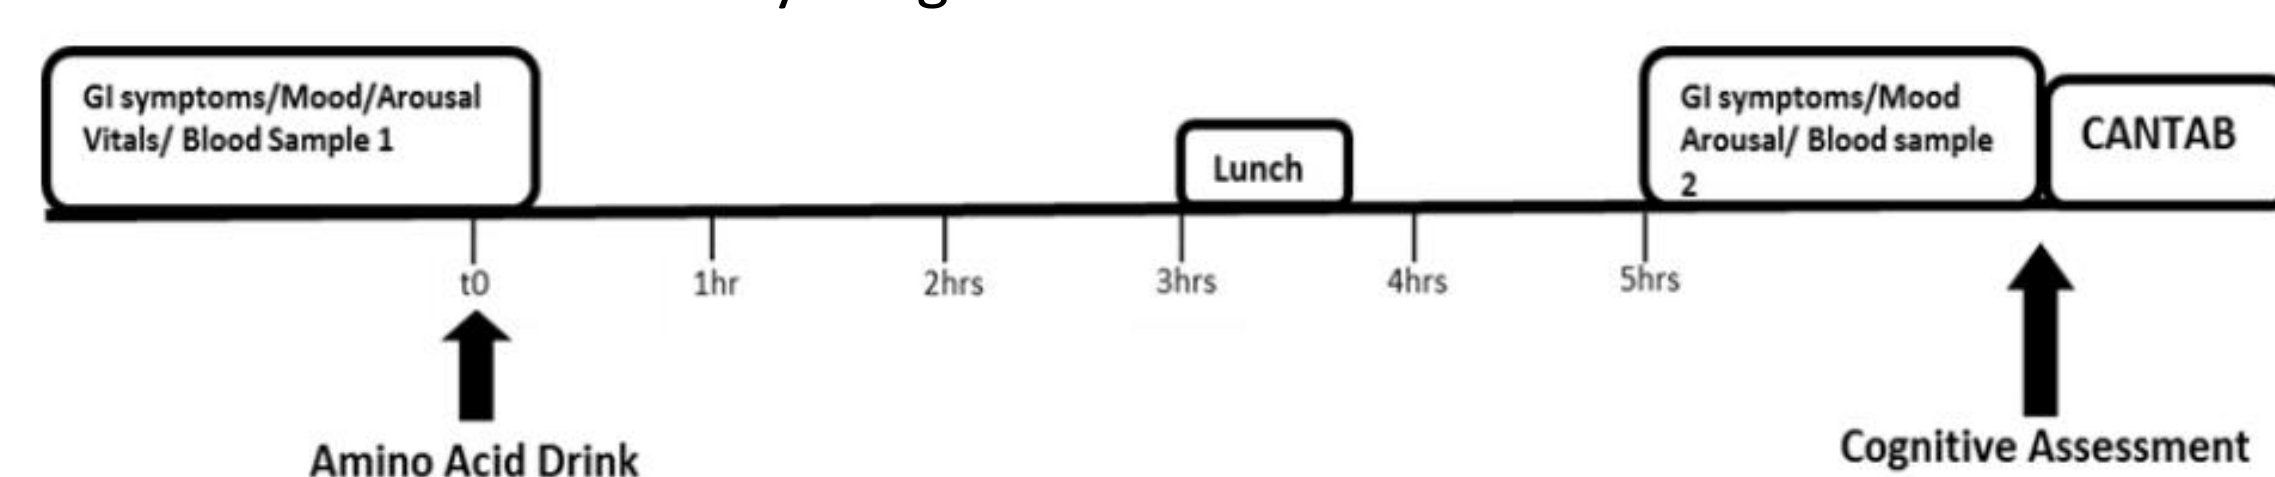 GI symptoms/Mood/Arousal
Vitals/ Blood Sample 1
Lunch
GI symptoms/Mood
Arousal/ Blood sample
2
CANTAB
t0
1hr
2hrs
3hrs
4hrs
5hrs
Amino Acid Drink
Cognitive Assessment